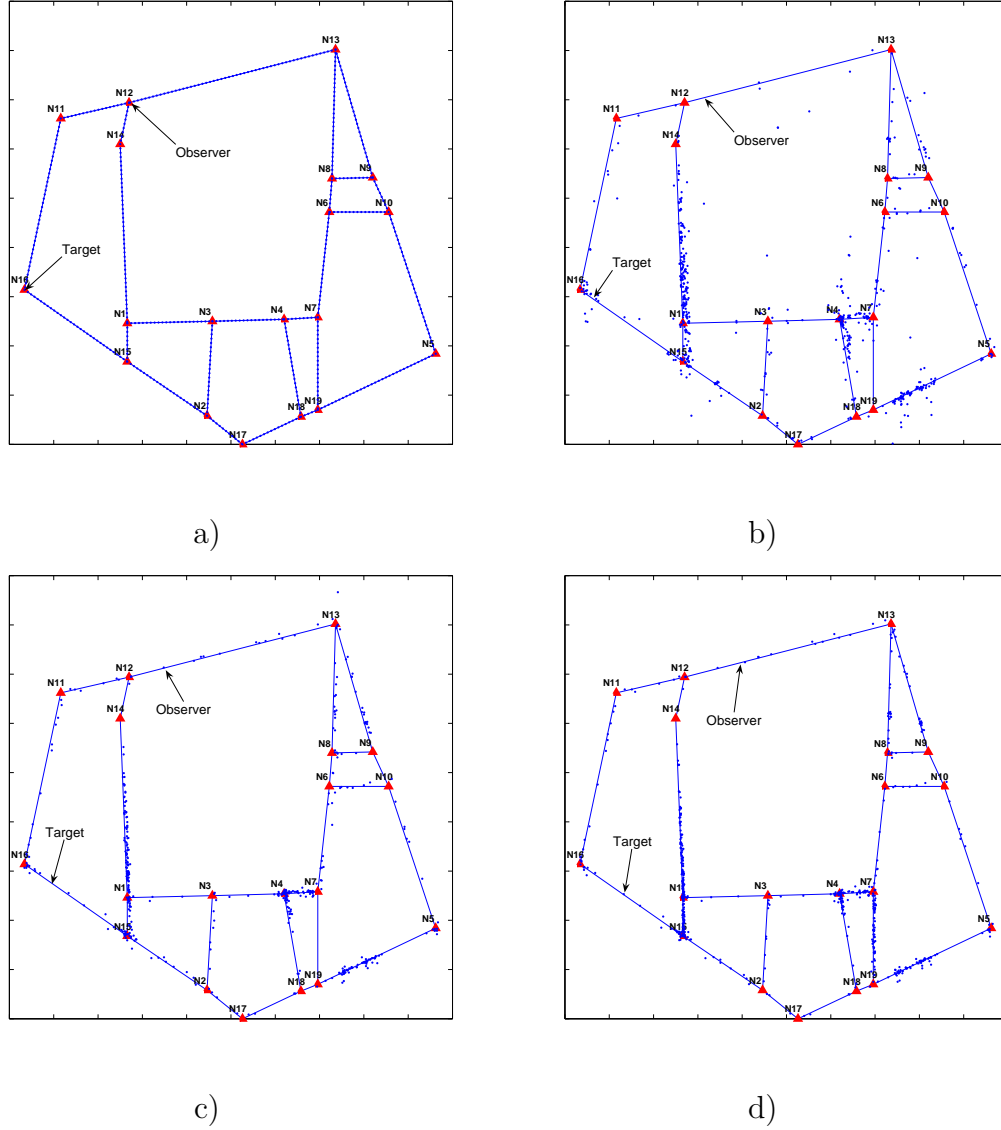 N13
N12
N11
N14
Observer
N8
N9
N6
N10
Target
N16
N1
N3
N4
N7
N15
N5
N2
N18
N19
N17
a)
N13
N12
N11
N14
Observer
N8
N9
N6
N10
Target
N16
N1
N3
N4
N7
N15
N5
N2
N18
N19
N17
b)
N13
N12
N11
N14
Observer
N8
N9
N6
N10
Target
N16
N1
N3
N4
N7
N15
N5
N2
N18
N19
N17
c)
N13
N12
N11
N14
Observer
N8
N9
N6
N10
Target
N16
N1
N3
N4
N7
N15
N5
N2
N18
N19
N17
d)